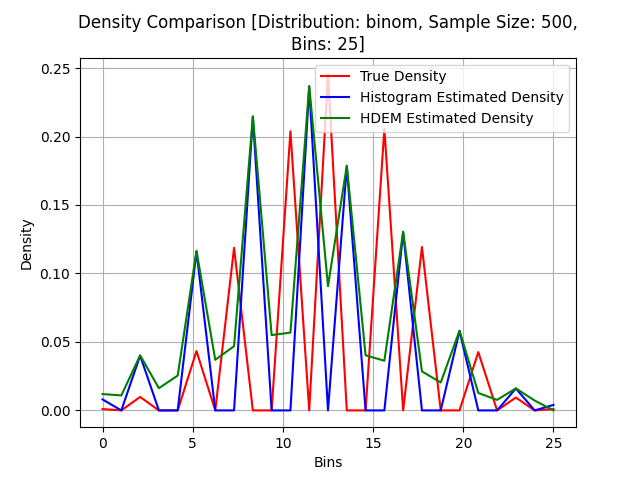 Density Comparison [Distribution: binom, Sample Size: 500,
Bins: 25]
True Density
Histogram Estimated Density
HDEM Estimated Density
Density
0.25
0.20
0.15
0.10
0.05
0.00
0 5 10 15 20 25
Bins